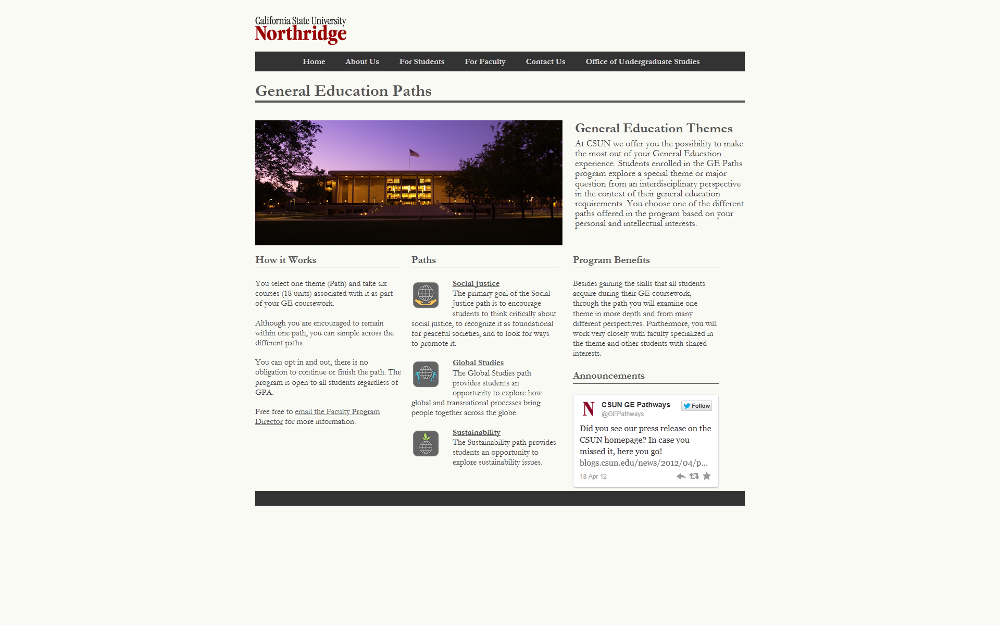 California State University
Northridge
Home About Us For Students For Faculty Contact Us Office of Undergraduate Studies
General Education Paths
General Education Themes
At CSUN we offer you the possibility to make
the most out of your General Education
experience. Students enrolled in the GE Paths
program explore a special theme or major
question from an interdisciplinary perspective
in the context of their general education
requirements. You choose one of the different
paths offered in the program based on your
personal and intellectual interests.
How it Works
You select one theme (Path) and take six
courses (18 units) associated with it as part
of your GE coursework.
Although you are encouraged to remain
within one path, you can sample across the
different paths.
You can opt in and out, there is no
obligation to continue or finish the path. The
program is open to all students regardless of
GPA.
Free free to email the Faculty Program
Director for more information.
Paths
Social Justice
The primary goal of the Social
Justice path is to encourage
students to think critically about
social justice, to recognize it as foundational
for peaceful societies, and to look for ways
to promote it.
Global Studies
The Global Studies path
provides students an
opportunity to explore how
global and transnational processes bring
people together across the globe.
Sustainability
The Sustainability path provides
students an opportunity to
explore sustainability issues.
Program Benefits
Besides gaining the skills that all students
acquire during their GE coursework,
through the path you will examine one
theme in more depth and from many
different perspectives. Furthermore, you will
work very closely with faculty specialized in
the theme and other students with shared
interests.
Announcements
N
CSUN GE Pathways
@GEPathways
Follow
Did you see our press release on the
CSUN homepage? In case you
missed it, here you go!
blogs.csun.edu/news/2012/04/p...
18 Apr 12